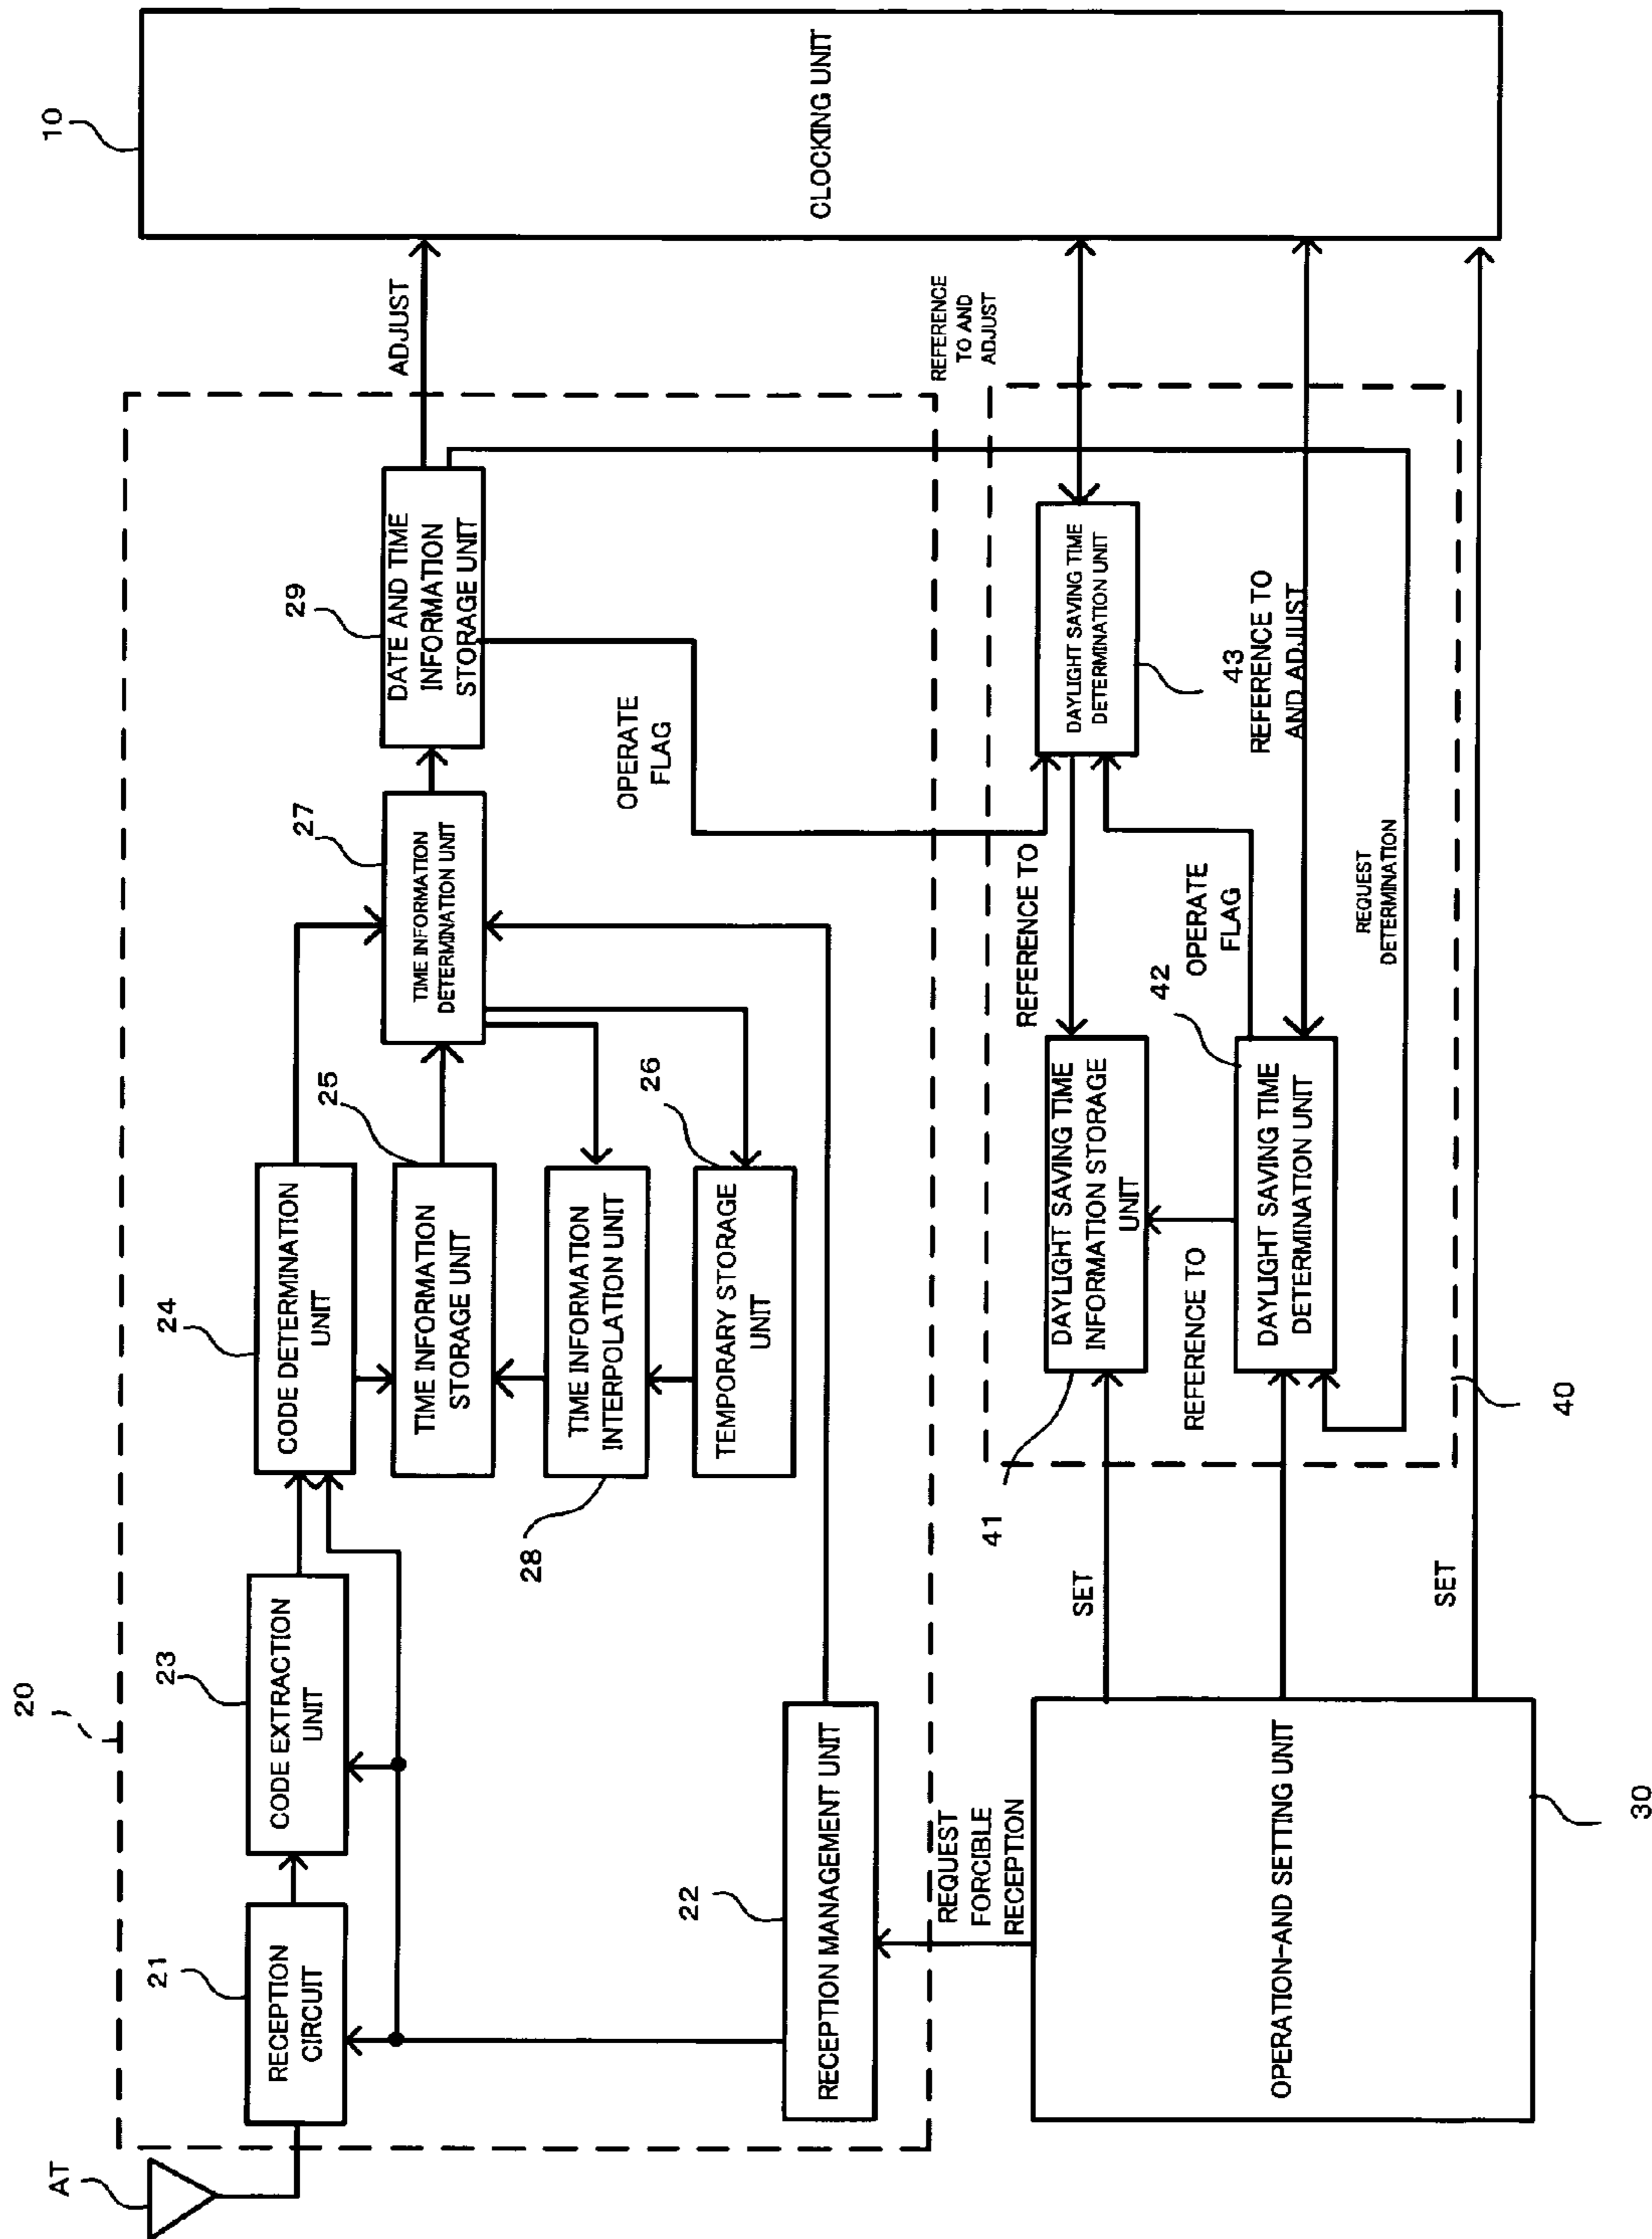 10
CLOCKING UNIT
ADJUST
REFERENCE
TO AND
ADJUST
29
DATE AND TIME
INFORMATION
STORAGE UNIT
OPERATE
FLAG
27
TIME INFORMATION
DETERMINATION UNIT
24
CODE DETERMINATION
UNIT
25
TIME INFORMATION
STORAGE UNIT
TIME INFORMATION
INTERPOLATION UNIT
28
26
TEMPORARY STORAGE
UNIT
20
23
CODE EXTRACTION
UNIT
21
RECEPTION
CIRCUIT
AT
22
RECEPTION MANAGEMENT UNIT
REQUEST
FORCIBLE
RECEPTION
DAYLIGHT SAVING TIME
DETERMINATION UNIT
43
REFERENCE TO
AND ADJUST
REFERENCE TO
OPERATE
FLAG
REQUEST
DETERMINATION
DAYLIGHT SAVING TIME
INFORMATION STORAGE
UNIT
41
42
DAYLIGHT SAVING TIME
DETERMINATION UNIT
REFERENCE TO
40
SET
SET
OPERATION-AND SETTING UNIT
30